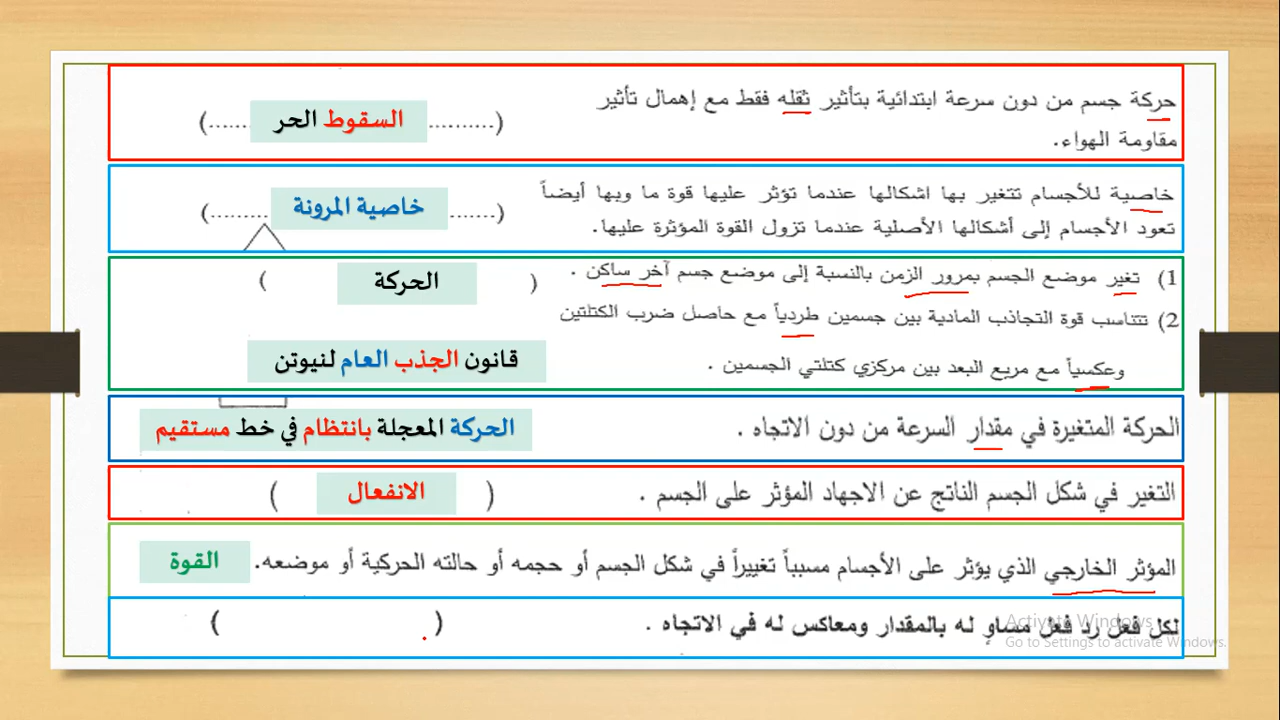 حركة جسم من دون سرعة ابتدائية بتأثير ثقله فقط مع إهمال تأثير
مقاومة الهواء.
(.......... السقوط الحر ......)
خاصية للأجسام تتغير بها اشكالها عندما تؤثر عليها قوة ما وبها أيضاً
تعود الأجسام إلى أشكالها الأصلية عندما تزول القوة المؤثرة عليها.
(....... خاصية المرونة ........)
1) تغير موضع الجسم بمرور الزمن بالنسبة إلى موضع جسم آخر ساكن .
( الحركة )
2) تتناسب قوة التجاذب المادية بين جسمين طردياً مع حاصل ضرب الكتلتين
وعكسياً مع مربع البعد بين مركزي كتلتي الجسمين .
قانون الجذب العام لنيوتن
الحركة المتغيرة في مقدار السرعة من دون الاتجاه .
الحركة المعجلة بانتظام في خط مستقيم
التغير في شكل الجسم الناتج عن الاجهاد المؤثر على الجسم .
( الانفعال )
المؤثر الخارجي الذي يؤثر على الأجسام مسبباً تغييراً في شكل الجسم أو حجمه أو حالته الحركية أو موضعه.
القوة
لكل فعل رد فعل مساوٍ له بالمقدار ومعاكس له في الاتجاه .
( )
Activate Windows
Go to Settings to activate Windows.